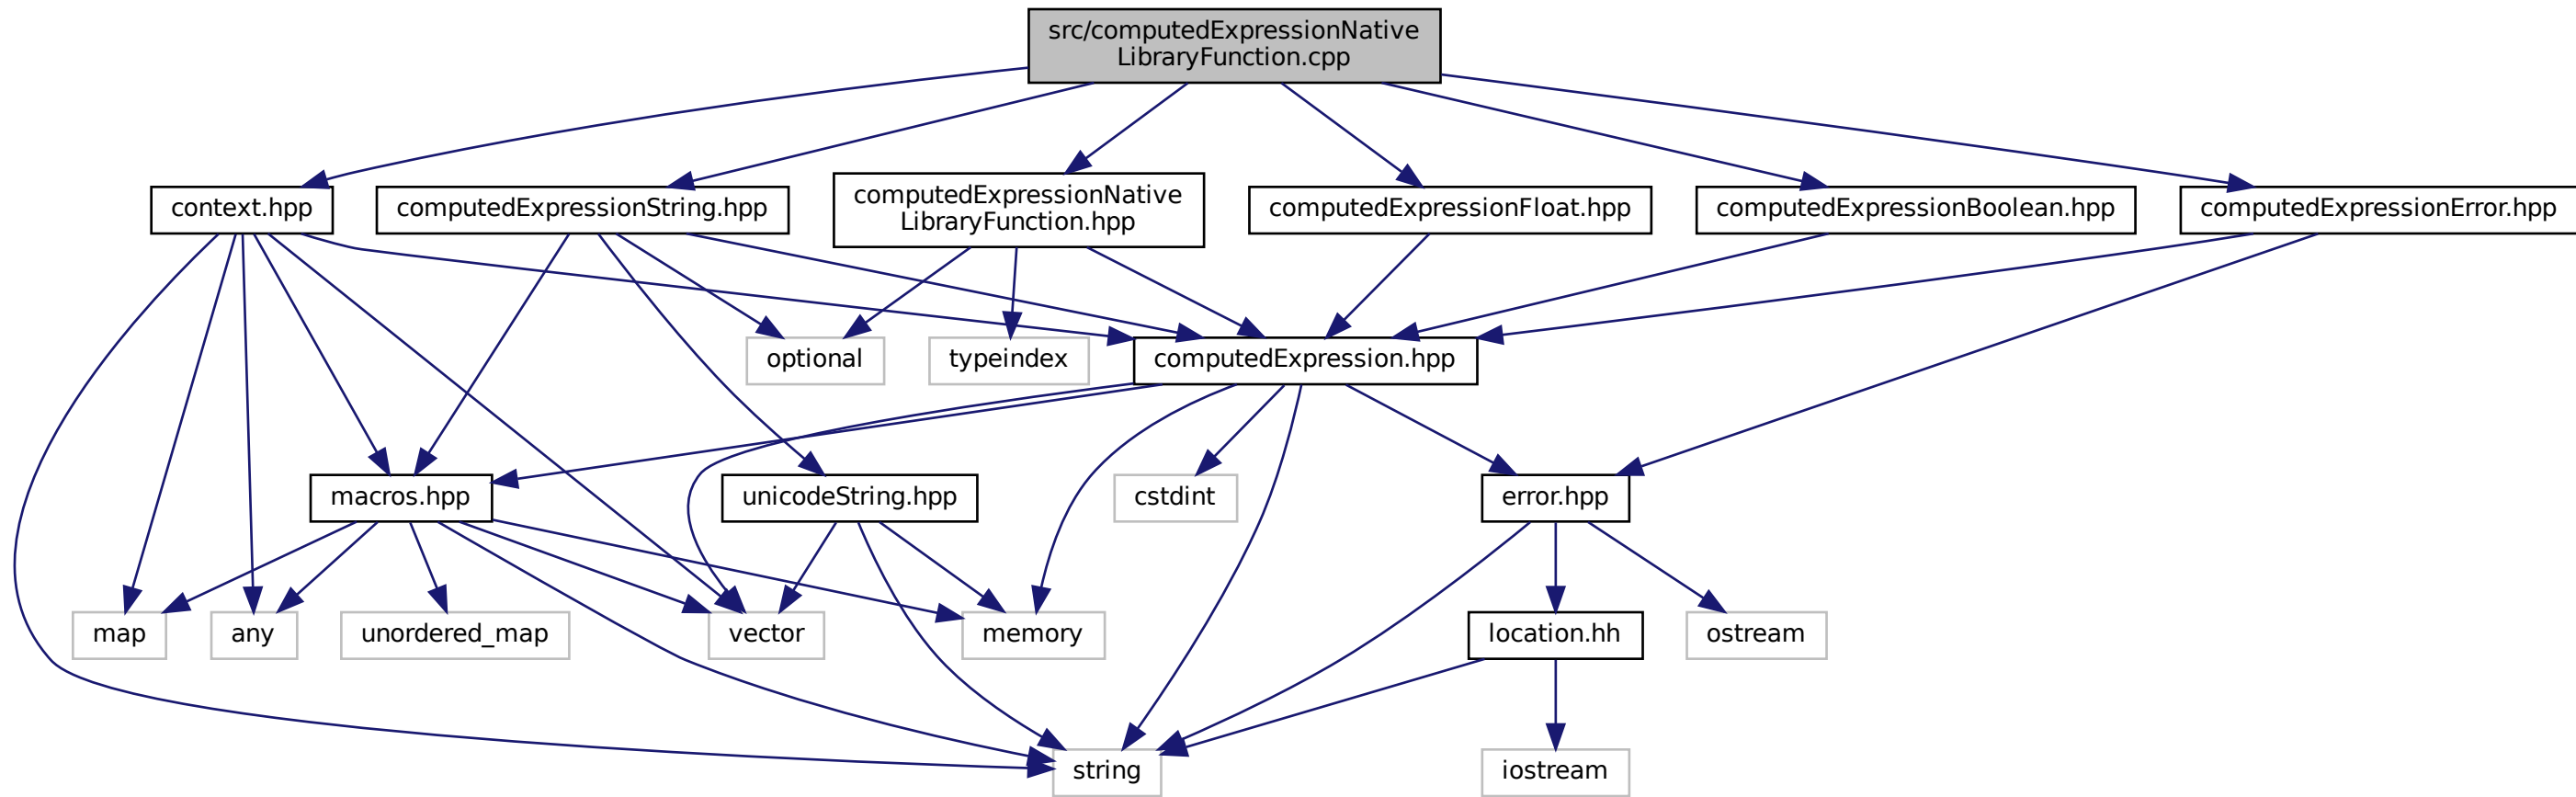 src/computedExpressionNative
LibraryFunction.cpp
context.hpp
computedExpressionString.hpp
computedExpressionNative
LibraryFunction.hpp
computedExpressionFloat.hpp
computedExpressionBoolean.hpp
computedExpressionError.hpp
optional
typeindex
computedExpression.hpp
macros.hpp
unicodeString.hpp
cstdint
error.hpp
map
any
unordered_map
vector
memory
location.hh
ostream
string
iostream